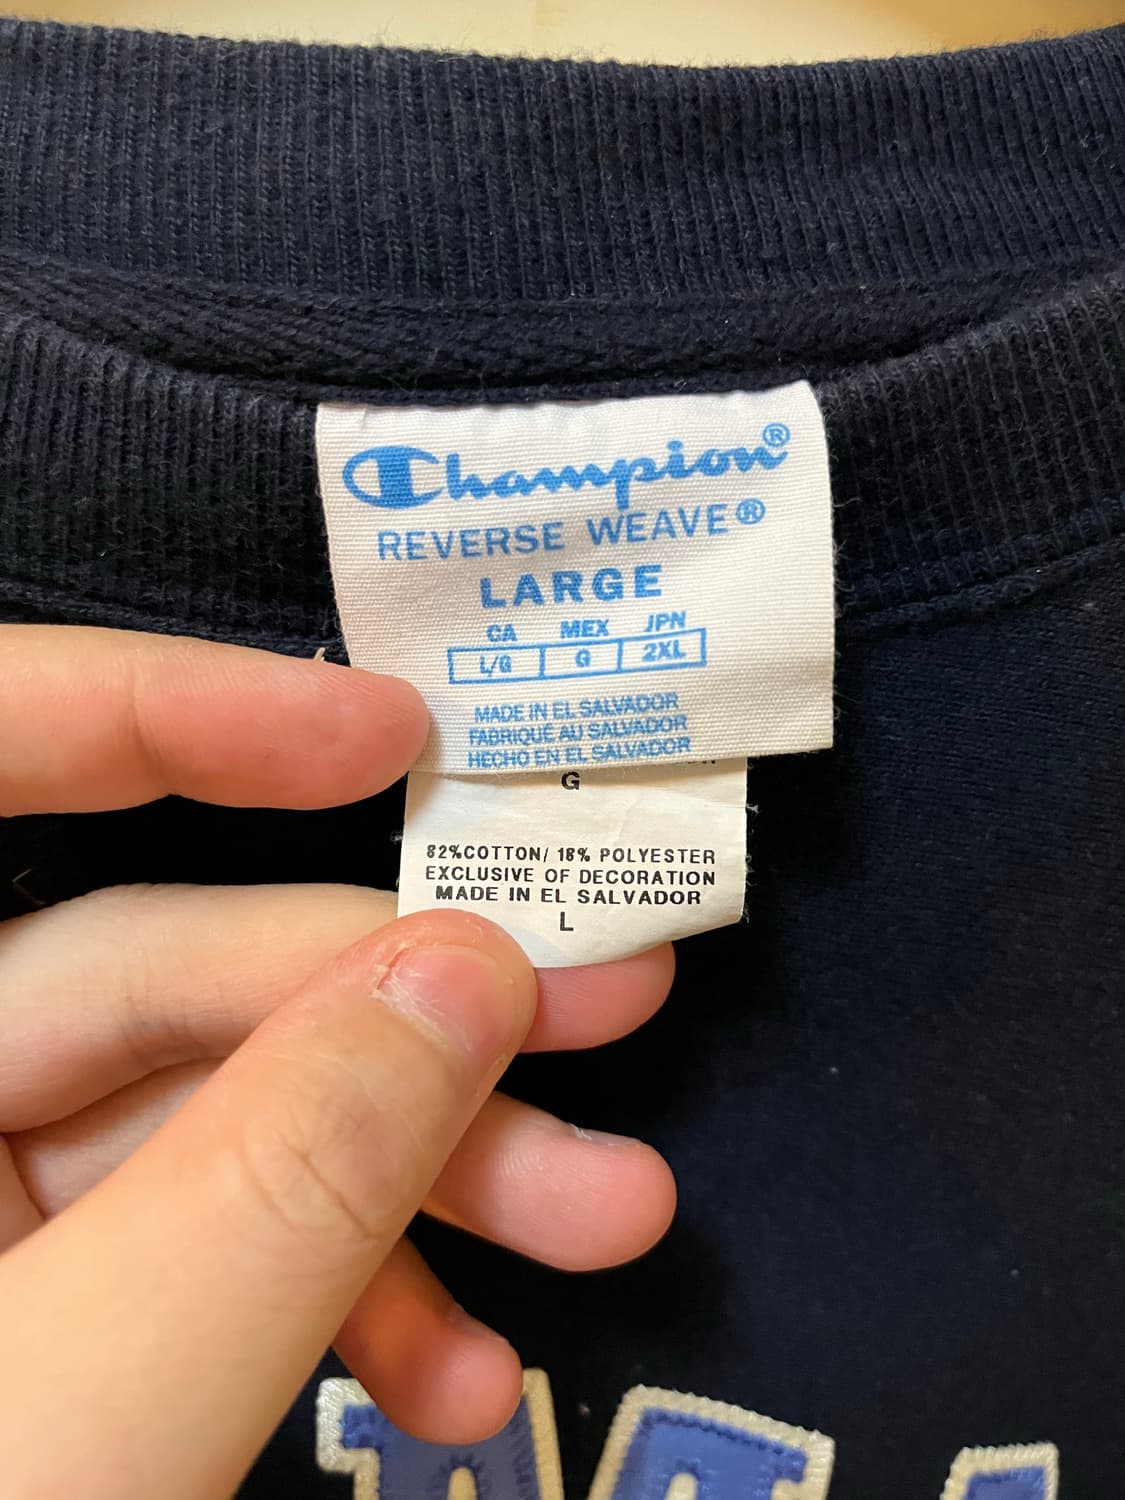 Champion®
REVERSE WEAVE®
LARGE
CA MEX JPN
L/G G 2XL
MADE IN EL SALVADOR
FABRIQUÉ AU SALVADOR
HECHO EN EL SALVADOR
G
82%COTTON/ 18% POLYESTER
EXCLUSIVE OF DECORATION
MADE IN EL SALVADOR
L